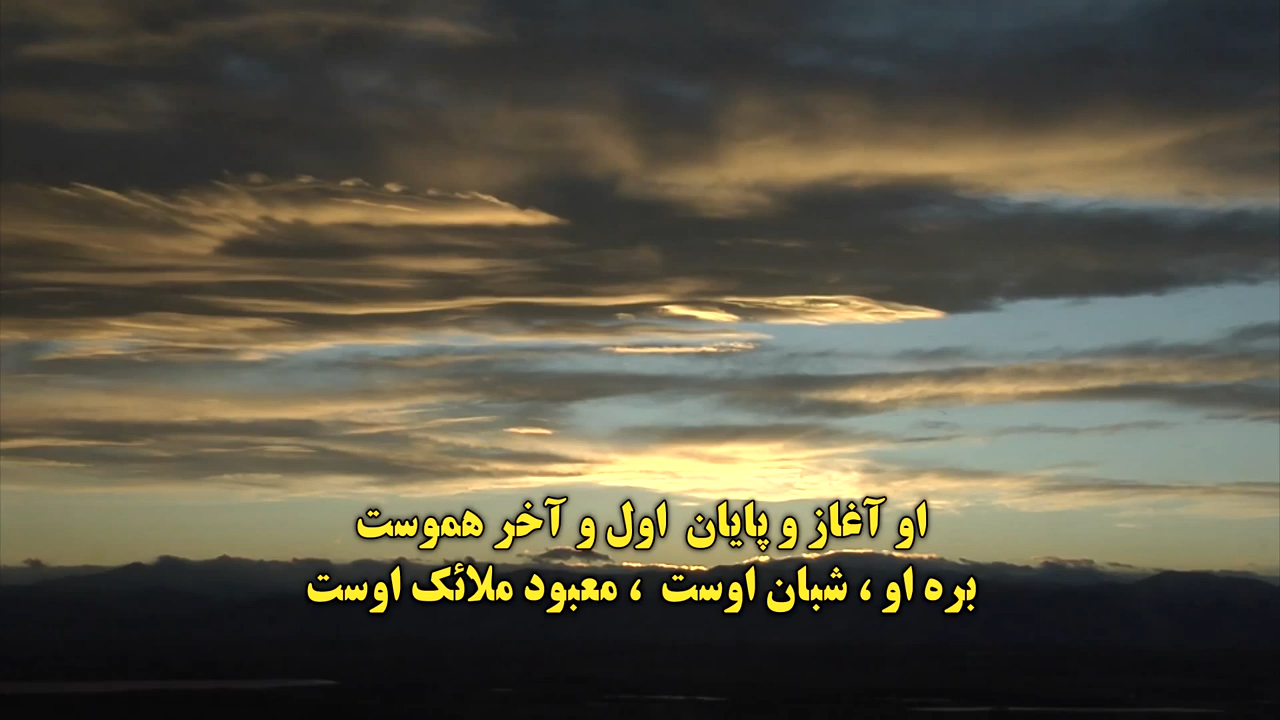 او آغاز و پایان اول و آخر هموست
بره او ، شبان اوست ، معبود ملائک اوست